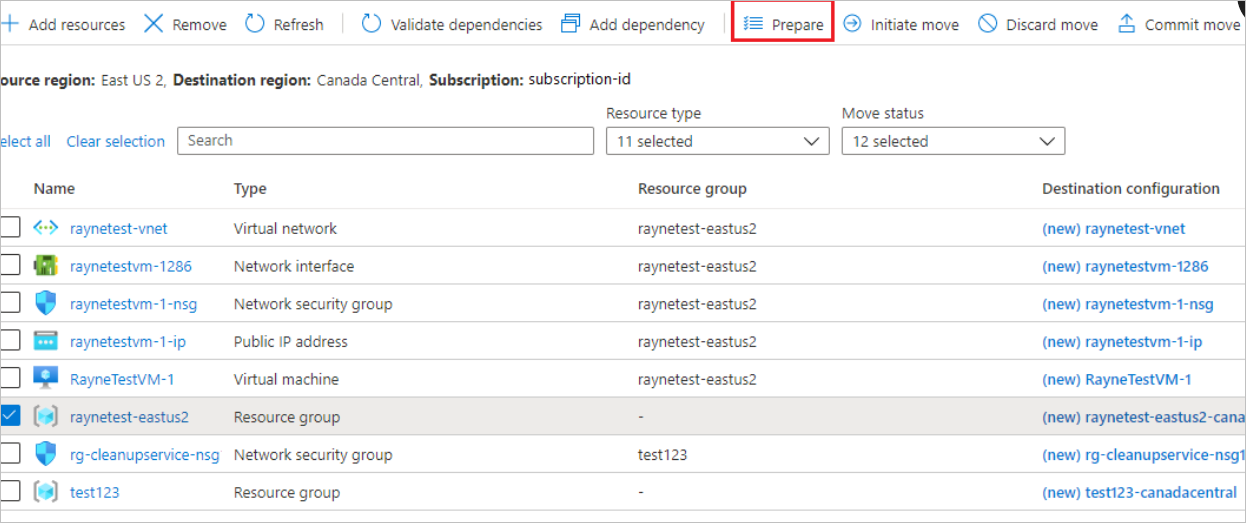 Add resources Remove Refresh Validate dependencies Add dependency Prepare Initiate move Discard move Commit move
ource region: East US 2, Destination region: Canada Central, Subscription: subscription-id
Resource type Move status
elect all Clear selection Search 11 selected 12 selected
Name Type Resource group Destination configuration
raynetest-vnet Virtual network raynetest-eastus2 (new) raynetest-vnet
raynetestvm-1286 Network interface raynetest-eastus2 (new) raynetestvm-1286
raynetestvm-1-nsg Network security group raynetest-eastus2 (new) raynetestvm-1-nsg
raynetestvm-1-ip Public IP address raynetest-eastus2 (new) raynetestvm-1-ip
RayneTestVM-1 Virtual machine raynetest-eastus2 (new) RayneTestVM-1
raynetest-eastus2 Resource group - (new) raynetest-eastus2-cana
rg-cleanupservice-nsg Network security group test123 (new) rg-cleanupservice-nsg1
test123 Resource group - (new) test123-canadacentral